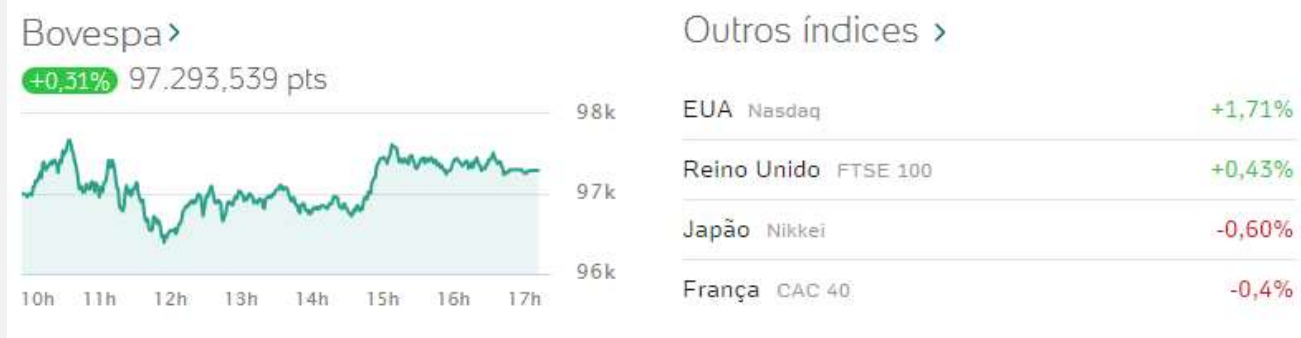 Bovespa >
+0,31% 97.293,539 pts
98k
97k
96k
10h 11h 12h 13h 14h 15h 16h 17h
Outros índices >
EUA Nasdaq +1,71%
Reino Unido FTSE 100 +0,43%
Japão Nikkei -0,60%
França CAC 40 -0,4%